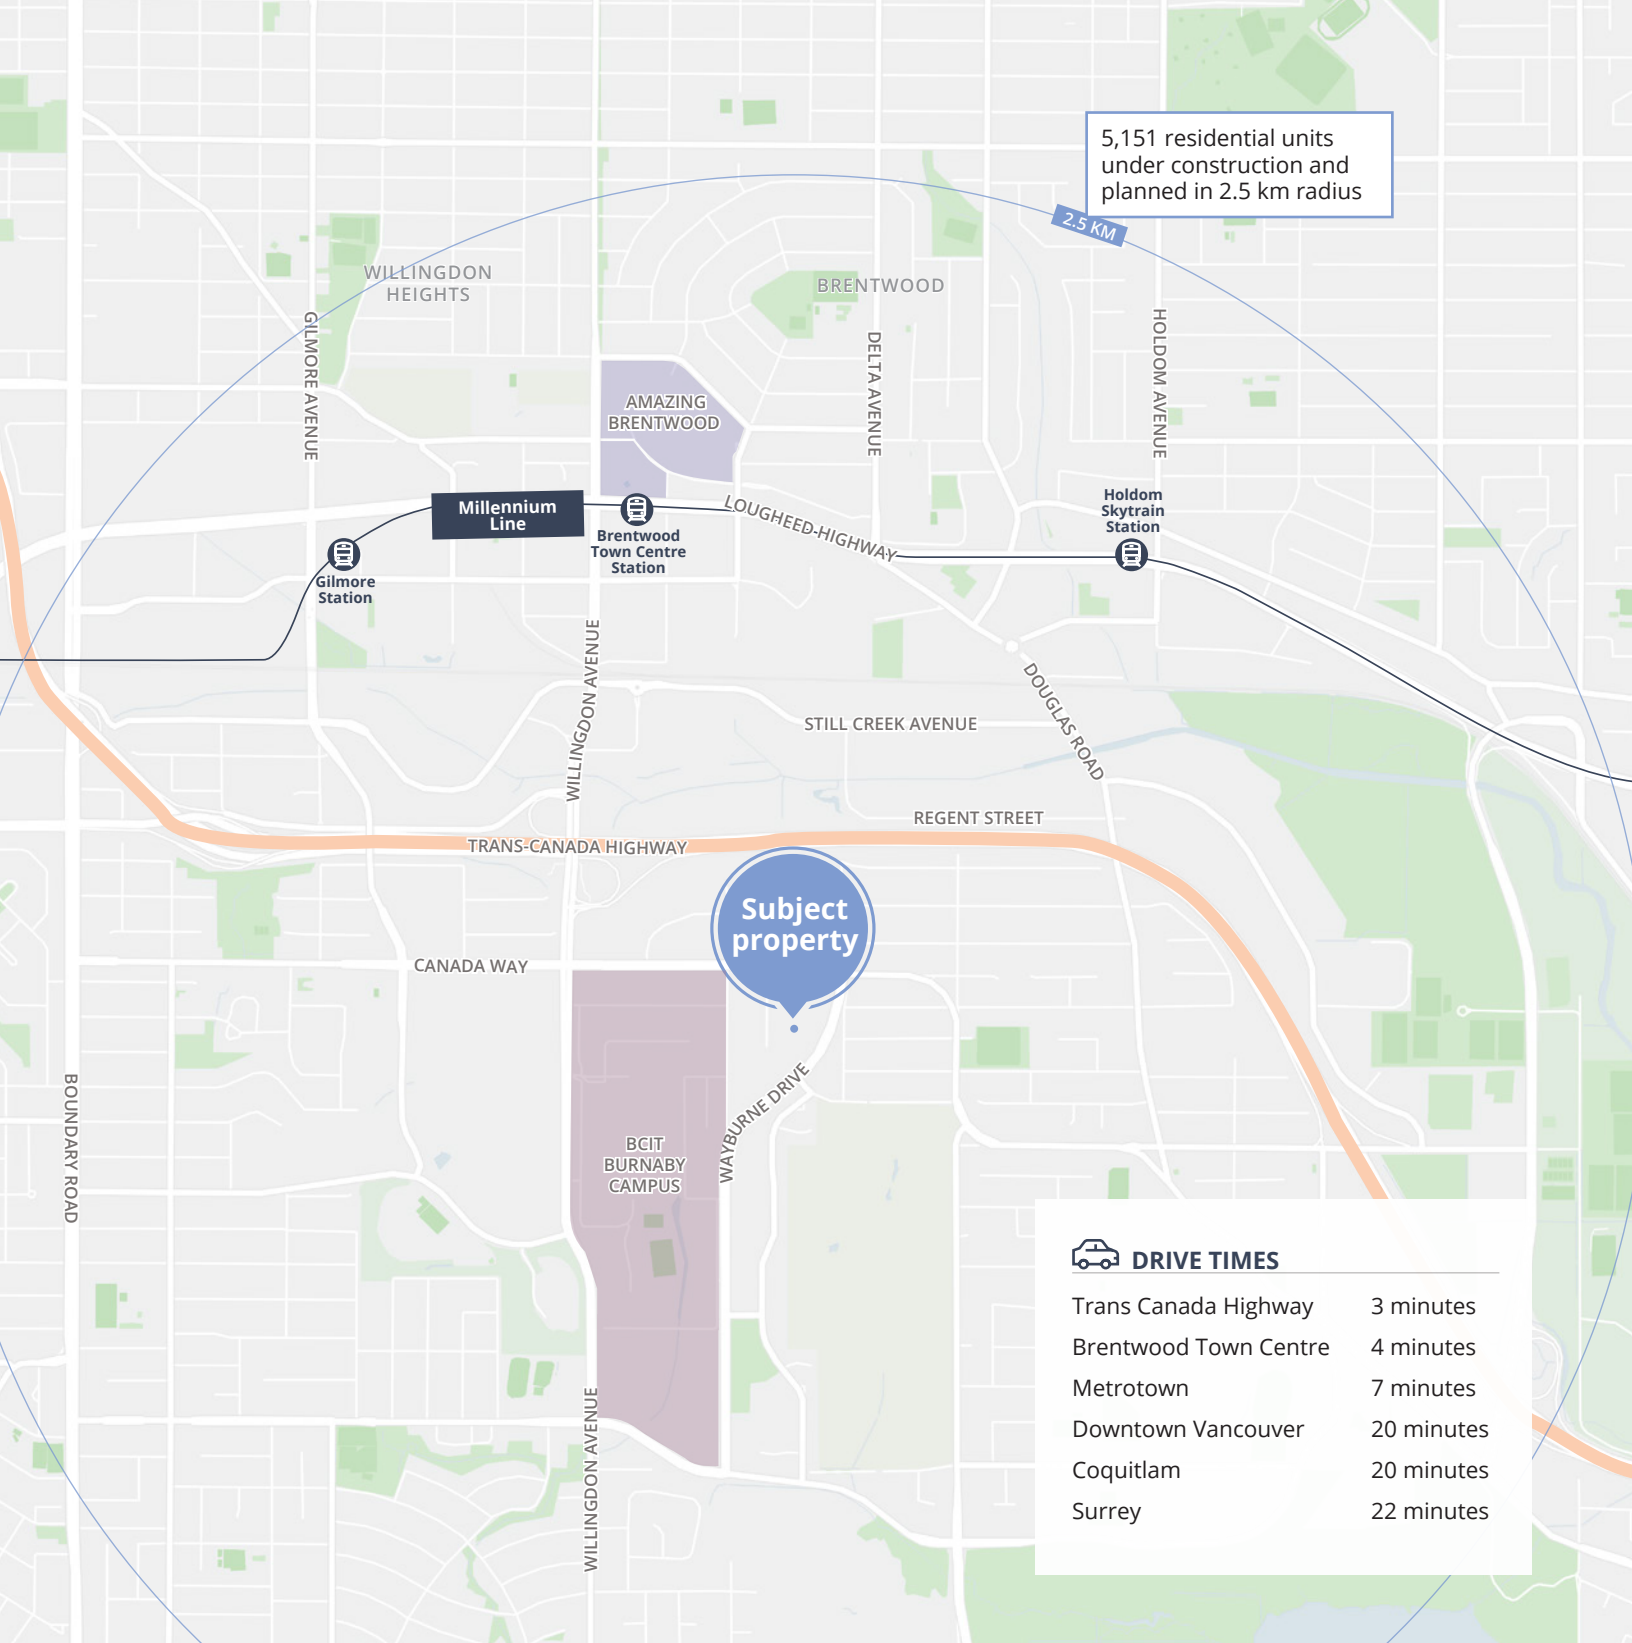 5,151 residential units
under construction and
planned in 2.5 km radius
2.5 KM
WILLINGDON
HEIGHTS
BRENTWOOD
GILMORE AVENUE
DELTA AVENUE
HOLDOM AVENUE
AMAZING
BRENTWOOD
Millennium
Line
LOUGHEED HIGHWAY
Holdom
Skytrain
Station
Brentwood
Town Centre
Station
Gilmore
Station
WILLINGDON AVENUE
DOUGLAS ROAD
STILL CREEK AVENUE
REGENT STREET
TRANS-CANADA HIGHWAY
Subject
property
CANADA WAY
BOUNDARY ROAD
WAYBURNE DRIVE
BCIT
BURNABY
CAMPUS
WILLINGDON AVENUE
DRIVE TIMES
Trans Canada Highway 3 minutes
Brentwood Town Centre 4 minutes
Metrotown 7 minutes
Downtown Vancouver 20 minutes
Coquitlam 20 minutes
Surrey 22 minutes